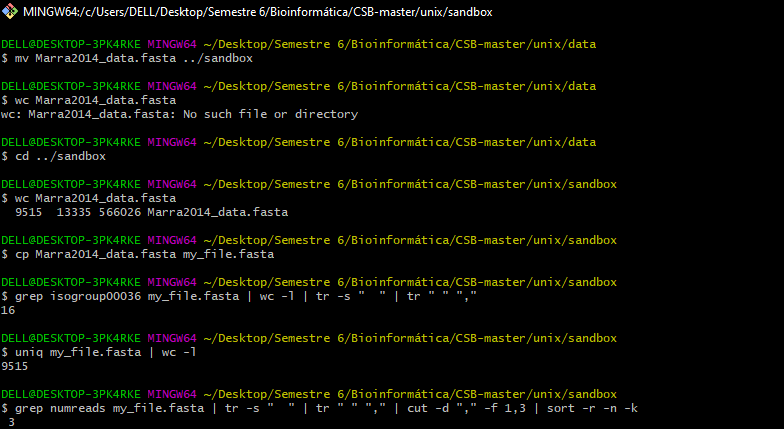 MINGW64:/c/Users/DELL/Desktop/Semestre 6/Bioinformática/CSB-master/unix/sandbox
DELL@DESKTOP-3PK4RKE MINGW64 ~/Desktop/Semestre 6/Bioinformática/CSB-master/unix/data
$ mv Marra2014_data.fasta ../sandbox
DELL@DESKTOP-3PK4RKE MINGW64 ~/Desktop/Semestre 6/Bioinformática/CSB-master/unix/data
$ wc Marra2014_data.fasta
wc: Marra2014_data.fasta: No such file or directory
DELL@DESKTOP-3PK4RKE MINGW64 ~/Desktop/Semestre 6/Bioinformática/CSB-master/unix/data
$ cd ../sandbox
DELL@DESKTOP-3PK4RKE MINGW64 ~/Desktop/Semestre 6/Bioinformática/CSB-master/unix/sandbox
$ wc Marra2014_data.fasta
  9515  13335 566026 Marra2014_data.fasta
DELL@DESKTOP-3PK4RKE MINGW64 ~/Desktop/Semestre 6/Bioinformática/CSB-master/unix/sandbox
$ cp Marra2014_data.fasta my_file.fasta
DELL@DESKTOP-3PK4RKE MINGW64 ~/Desktop/Semestre 6/Bioinformática/CSB-master/unix/sandbox
$ grep isogroup00036 my_file.fasta | wc -l | tr -s "  " | tr " " ","
16
DELL@DESKTOP-3PK4RKE MINGW64 ~/Desktop/Semestre 6/Bioinformática/CSB-master/unix/sandbox
$ uniq my_file.fasta | wc -l
9515
DELL@DESKTOP-3PK4RKE MINGW64 ~/Desktop/Semestre 6/Bioinformática/CSB-master/unix/sandbox
$ grep numreads my_file.fasta | tr -s "  " | tr " " "," | cut -d "," -f 1,3 | sort -r -n -k
 3